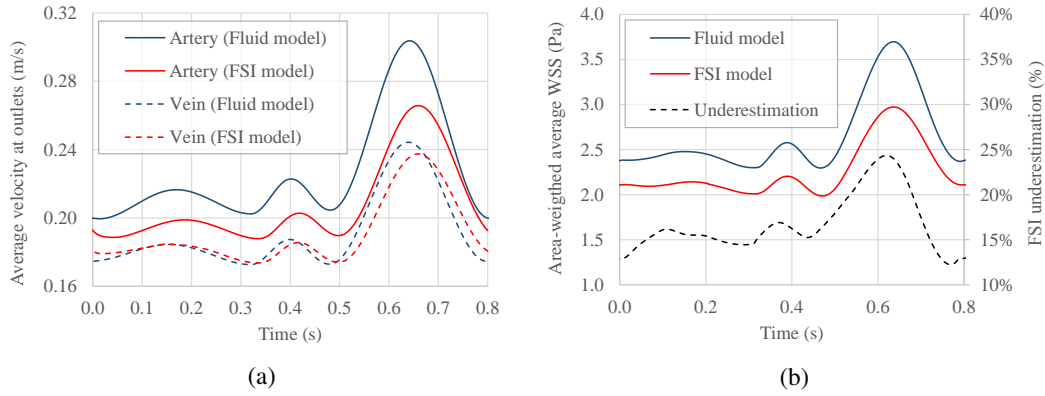 0.32
0.28
0.24
0.20
0.16
Average velocity at outlets (m/s)
Artery (Fluid model)
Artery (FSI model)
Vein (Fluid model)
Vein (FSI model)
0.0 0.1 0.2 0.3 0.4 0.5 0.6 0.7 0.8
Time (s)
(a)
4.0
3.5
3.0
2.5
2.0
1.5
1.0
Area-weigthed average WSS (Pa)
Fluid model
FSI model
Underestimation
40%
35%
30%
25%
20%
15%
10%
FSI underestimation (%)
0.0 0.2 0.4 0.6 0.8
Time (s)
(b)